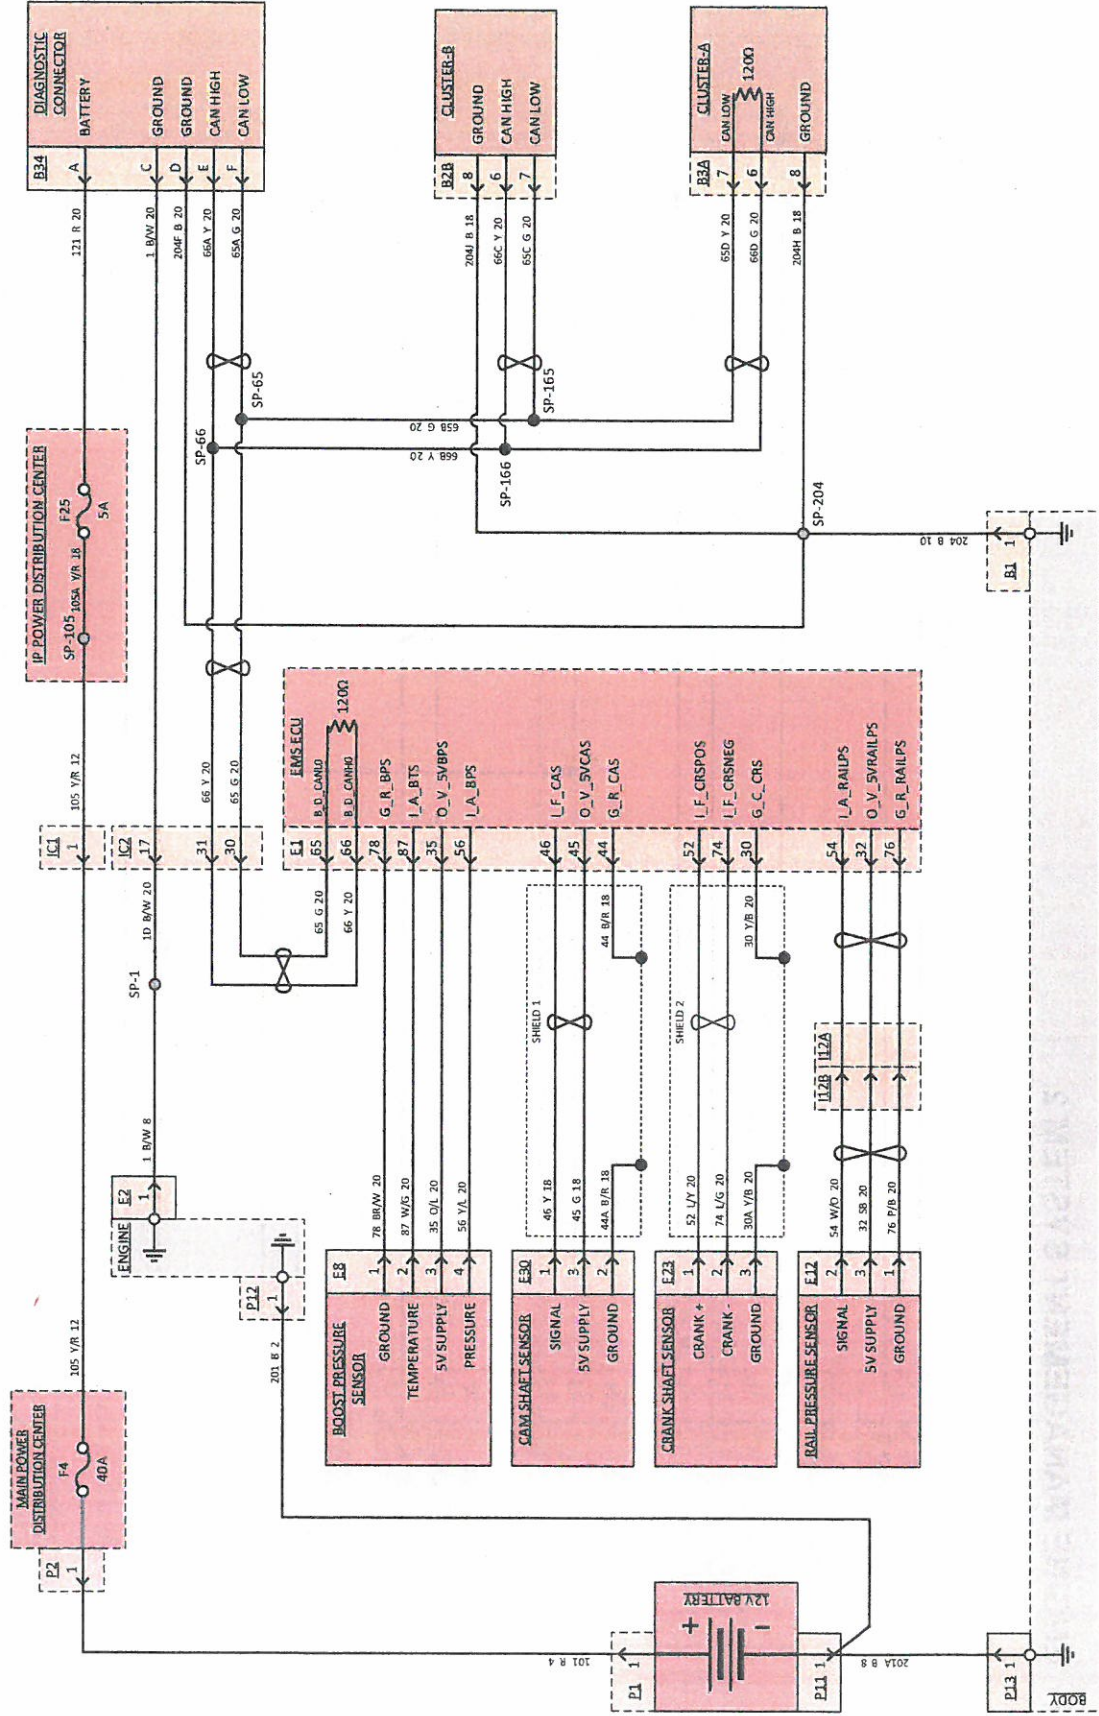 MAIN POWER
DISTRIBUTION CENTER
F4
40A
P2
1
105 Y/R 12
IC1
1
105 Y/R 12
IP POWER DISTRIBUTION CENTER
SP-105
105A Y/R 18
F25
5A
121 R 20
B34
DIAGNOSTIC
CONNECTOR
A
BATTERY
C
GROUND
D
GROUND
E
CAN HIGH
F
CAN LOW
1 B/W 20
204F B 20
66A Y 20
65A G 20
ENGINE
E2
1
1 B/W 8
SP-1
1D B/W 20
IC2
17
31
30
66 Y 20
65 G 20
SP-66
SP-65
P12
1
201 B 2
66B Y 20
65B G 20
SP-166
SP-165
CLUSTER-B
B2B
8
GROUND
6
CAN HIGH
7
CAN LOW
204J B 18
66C Y 20
65C G 20
CLUSTER-A
B3A
7
CAN LOW
120Ω
6
CAN HIGH
8
GROUND
65D Y 20
66D G 20
204H B 18
SP-204
204 B 10
B1
1
EMS ECU
E1
65
B_D_CANLO
120Ω
66
B_D_CANHO
78
G_R_BPS
87
I_A_BTS
35
O_V_5VBPS
56
I_A_BPS
46
I_F_CAS
45
O_V_5VCAS
44
G_R_CAS
52
I_F_CRSPOS
74
I_F_CRSNEG
30
G_C_CRS
54
I_A_RAILPS
32
O_V_5VRAILPS
76
G_R_RAILPS
65 G 20
66 Y 20
BOOST PRESSURE
SENSOR
E8
GROUND
1
78 BR/W 20
TEMPERATURE
2
87 W/G 20
5V SUPPLY
3
35 O/L 20
PRESSURE
4
56 Y/L 20
CAM SHAFT SENSOR
E30
SIGNAL
1
46 Y 18
5V SUPPLY
3
45 G 18
GROUND
2
44A B/R 18
SHIELD 1
44 B/R 18
CRANK SHAFT SENSOR
E23
CRANK +
1
52 L/Y 20
CRANK -
2
74 L/G 20
GROUND
3
30A Y/B 20
SHIELD 2
30 Y/B 20
RAIL PRESSURE SENSOR
E12
SIGNAL
2
54 W/O 20
5V SUPPLY
3
32 SB 20
GROUND
1
76 P/B 20
I12B
I12A
101 R 4
P1
1
12V BATTERY
+
-
P11
1
201A B 8
P13
1
BODY